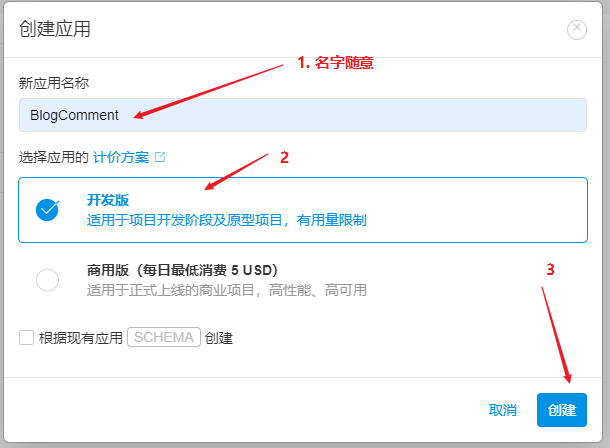 创建应用
1. 名字随意
新应用名称
BlogComment
选择应用的 计价方案
2
开发版
适用于项目开发阶段及原型项目，有用量限制
商用版（每日最低消费 5 USD）
3
适用于正式上线的商业项目，高性能、高可用
根据现有应用 SCHEMA 创建
取消 创建